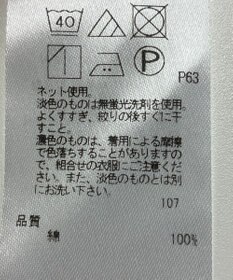 40
P
P63
ネット使用。
淡色のものは無蛍光洗剤を使用。
よくすすぎ、絞りの後すぐに干
すこと。
濃色のものは、着用による摩擦
で色落ちすることがありますの
で、組合せの衣服にご注意くだ
さい。また、淡色のものとは別
にお洗い下さい。
107
品質
綿 100%